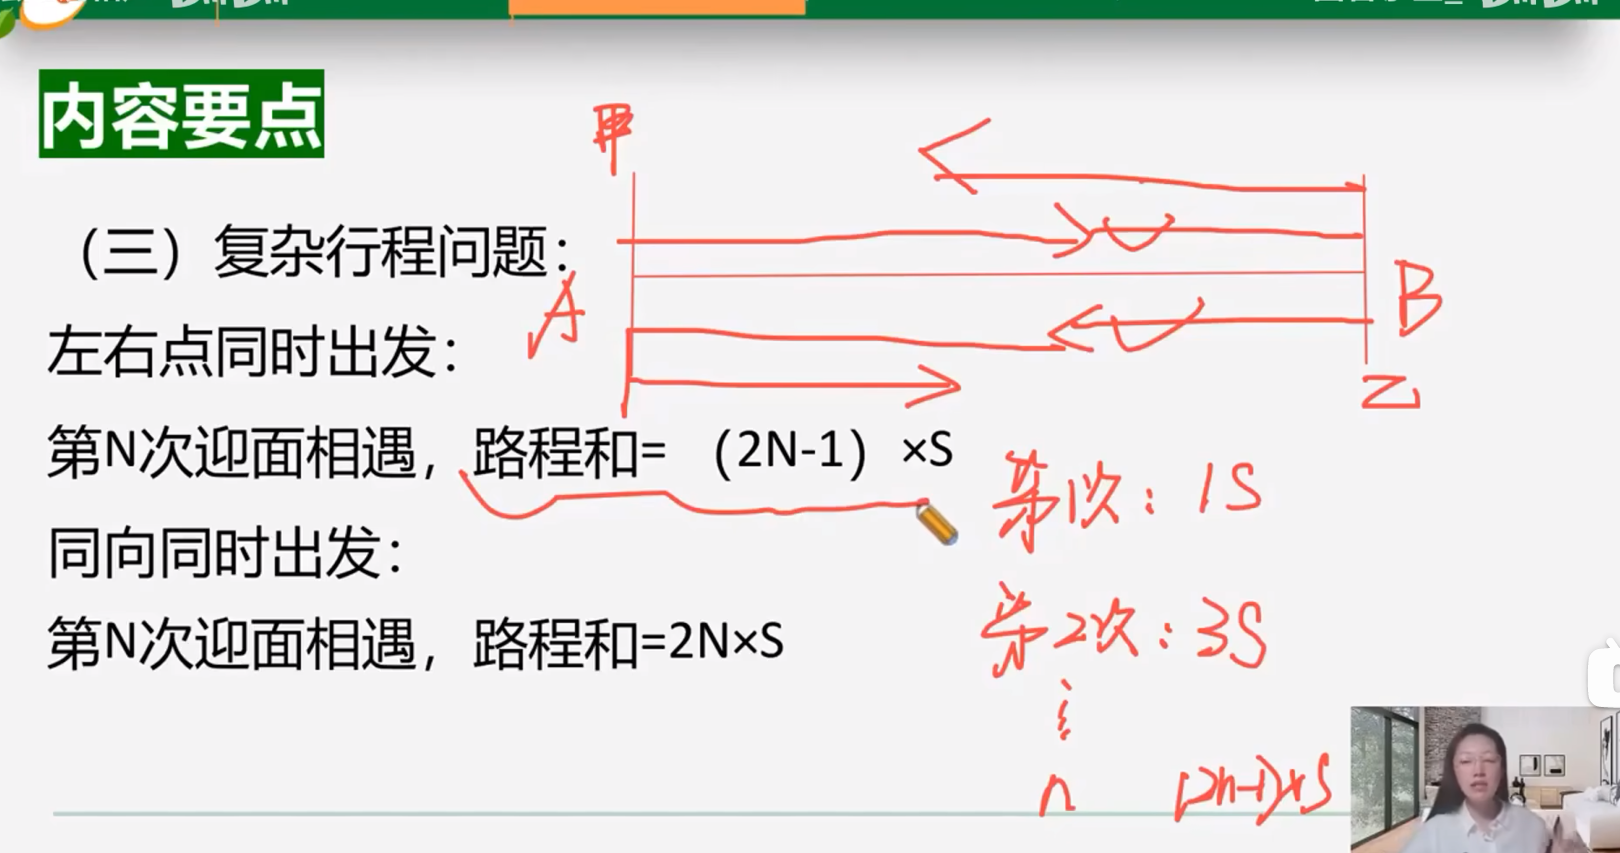 内容要点
甲
（三）复杂行程问题：
A
B
左右点同时出发：
乙
第N次迎面相遇，路程和=（2N-1）×S
第1次：1S
同向同时出发：
第2次：3S
第N次迎面相遇，路程和=2N×S
n (2n-1)×S